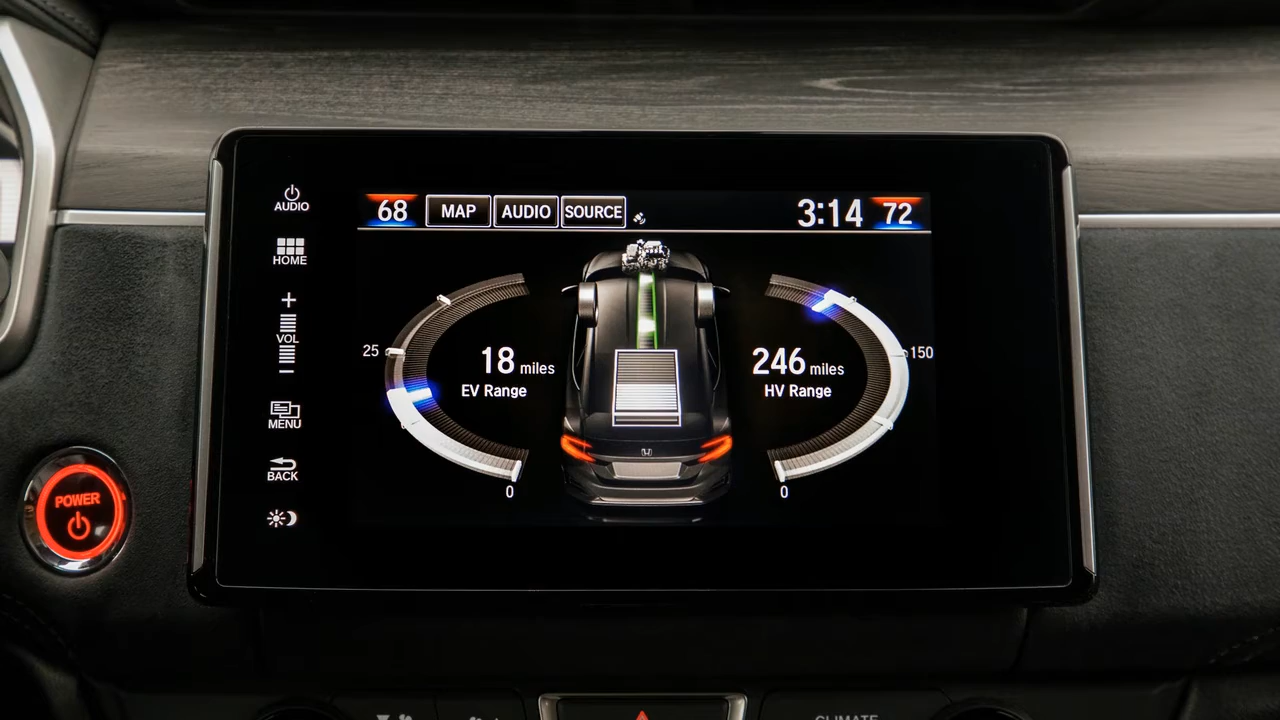 AUDIO
HOME
+
VOL
−
MENU
BACK
POWER
68 MAP AUDIO SOURCE 3:14 72
25
18 miles
EV Range
0
246 miles
HV Range
150
0
CLIMATE